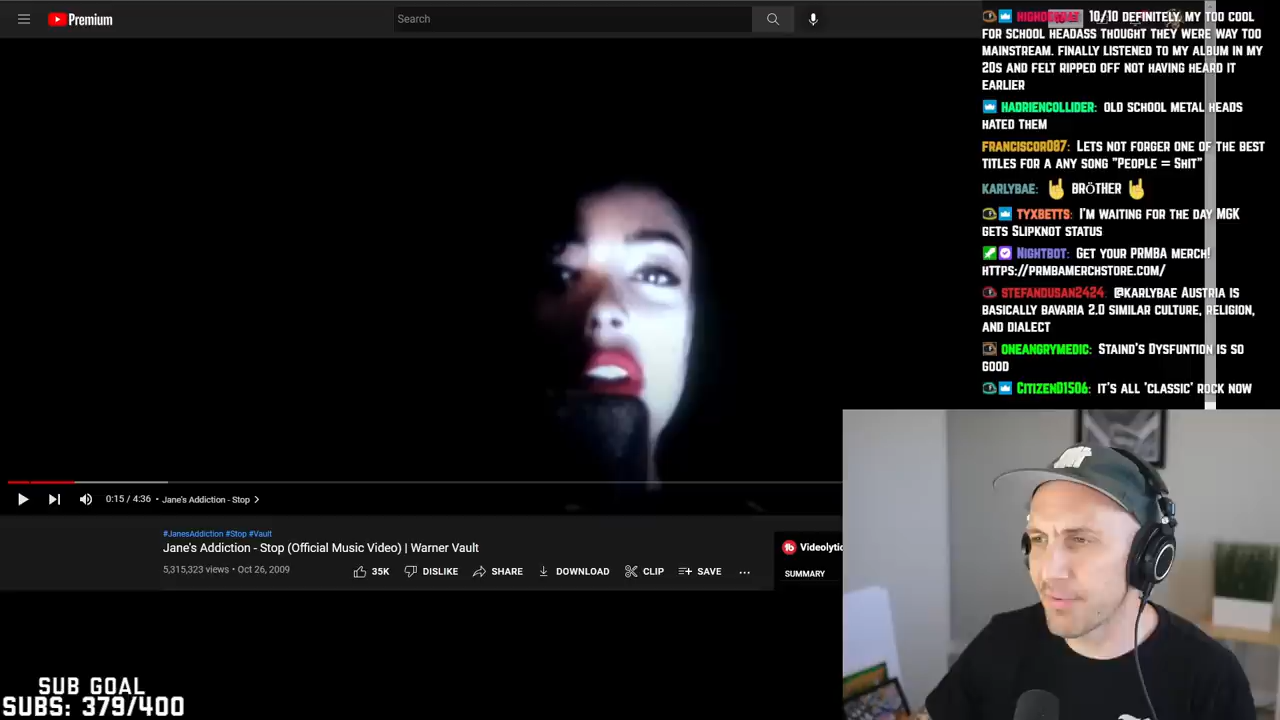 Premium
Search
10/10 DEFINITELY. MY TOO COOL
FOR SCHOOL HEADASS THOUGHT THEY WERE WAY TOO
MAINSTREAM. FINALLY LISTENED TO MY ALBUM IN MY
20S AND FELT RIPPED OFF NOT HAVING HEARD IT
EARLIER
HADRIENCOLLIDER: OLD SCHOOL METAL HEADS
HATED THEM
FRANCISCOR087: LETS NOT FORGER ONE OF THE BEST
TITLES FOR A ANY SONG "PEOPLE = SHIT"
KARLYBAE: 🤘 BRÖTHER 🤘
TYXBETTS: I'M WAITING FOR THE DAY MGK
GETS SLIPKNOT STATUS
NIGHTBOT: GET YOUR PRMBA MERCH!
HTTPS://PRMBAMERCHSTORE.COM/
STEFANDUSAN2424: @KARLYBAE AUSTRIA IS
BASICALLY BAVARIA 2.0 SIMILAR CULTURE, RELIGION,
AND DIALECT
ONEANGRYMEDIC: STAIND'S DYSFUNTION IS SO
GOOD
CITIZEN01506: IT'S ALL 'CLASSIC' ROCK NOW
0:15 / 4:36 • Jane's Addiction - Stop
#JanesAddiction #Stop #Vault
Jane's Addiction - Stop (Official Music Video) | Warner Vault
5,315,323 views • Oct 26, 2009
35K DISLIKE SHARE DOWNLOAD CLIP SAVE ...
Videolytic
SUMMARY
SUB GOAL
SUBS: 379/400